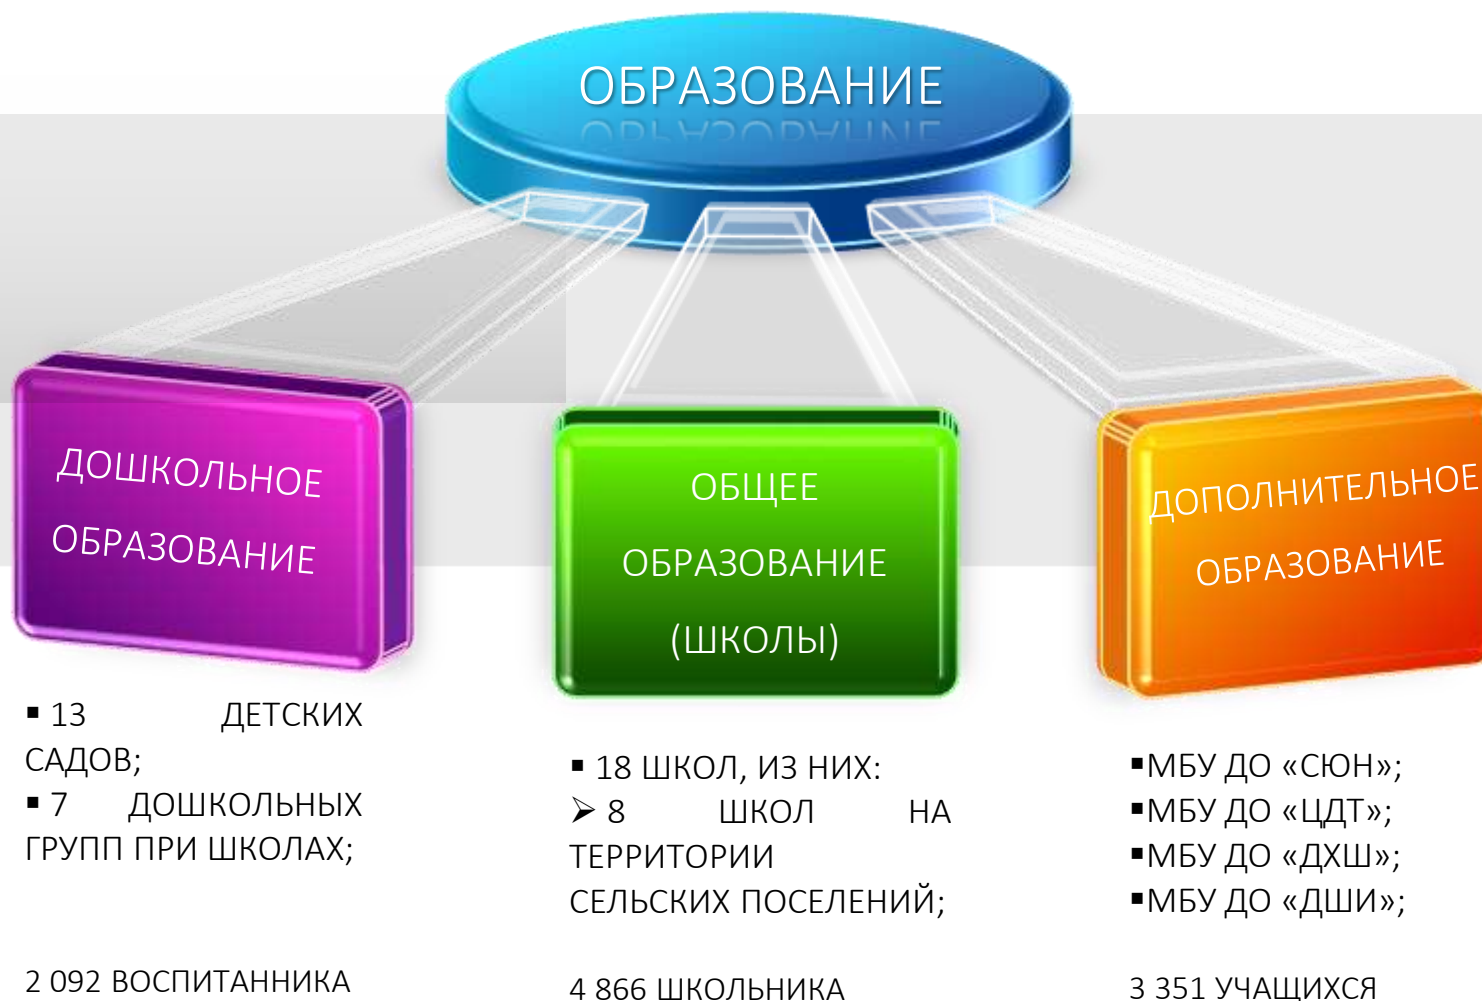 ОБРАЗОВАНИЕ
ДОШКОЛЬНОЕ
ОБРАЗОВАНИЕ
ОБЩЕЕ
ОБРАЗОВАНИЕ
(ШКОЛЫ)
ДОПОЛНИТЕЛЬНОЕ
ОБРАЗОВАНИЕ
▪ 13 ДЕТСКИХ
САДОВ;
▪ 7 ДОШКОЛЬНЫХ
ГРУПП ПРИ ШКОЛАХ;
2 092 ВОСПИТАННИКА
▪ 18 ШКОЛ, ИЗ НИХ:
➢ 8 ШКОЛ НА
ТЕРРИТОРИИ
СЕЛЬСКИХ ПОСЕЛЕНИЙ;
4 866 ШКОЛЬНИКА
▪МБУ ДО «СЮН»;
▪МБУ ДО «ЦДТ»;
▪МБУ ДО «ДХШ»;
▪МБУ ДО «ДШИ»;
3 351 УЧАЩИХСЯ